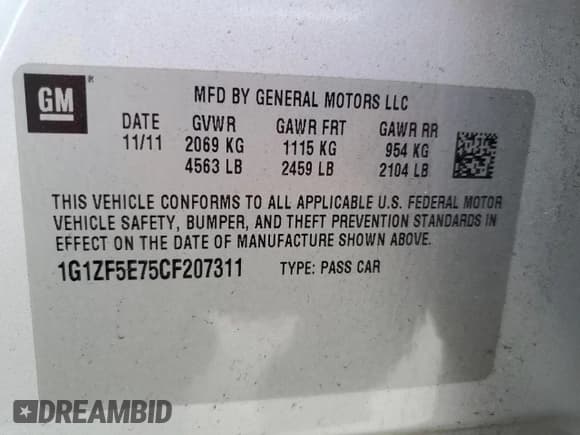 GM ®
MFD BY GENERAL MOTORS LLC
DATE GVWR GAWR FRT GAWR RR
11/11 2069 KG 1115 KG 954 KG
4563 LB 2459 LB 2104 LB
THIS VEHICLE CONFORMS TO ALL APPLICABLE U.S. FEDERAL MOTOR
VEHICLE SAFETY, BUMPER, AND THEFT PREVENTION STANDARDS IN
EFFECT ON THE DATE OF MANUFACTURE SHOWN ABOVE.
1G1ZF5E75CF207311 TYPE: PASS CAR
DREAMBID